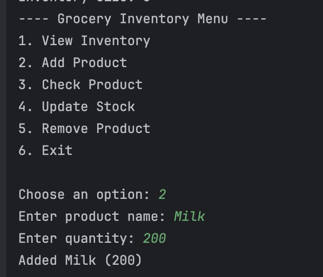 ---- Grocery Inventory Menu ----
1. View Inventory
2. Add Product
3. Check Product
4. Update Stock
5. Remove Product
6. Exit
Choose an option: 2
Enter product name: Milk
Enter quantity: 200
Added Milk (200)